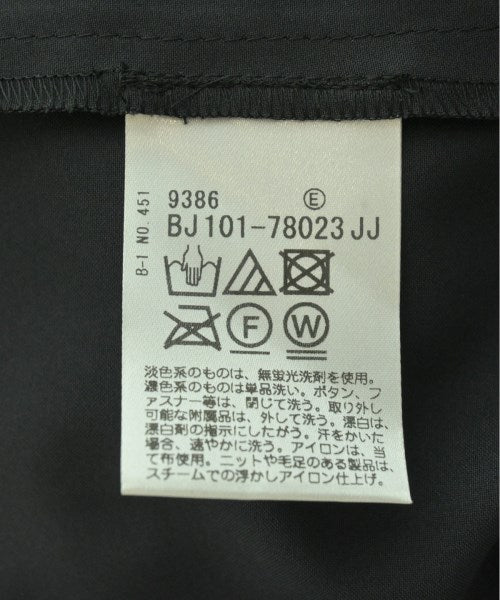 9386 E
BJ101-78023 JJ
B-1 NO. 451
F W
淡色系のものは、無蛍光洗剤を使用。
濃色系のものは単品洗い。ボタン、フ
ァスナー等は、閉じて洗う。取り外し
可能な附属品は、外して洗う。漂白は、
漂白剤の指示にしたがう。汗をかいた
場合、速やかに洗う。アイロンは、当
て布使用。ニットや毛足のある製品は、
スチームでの浮かしアイロン仕上げ。